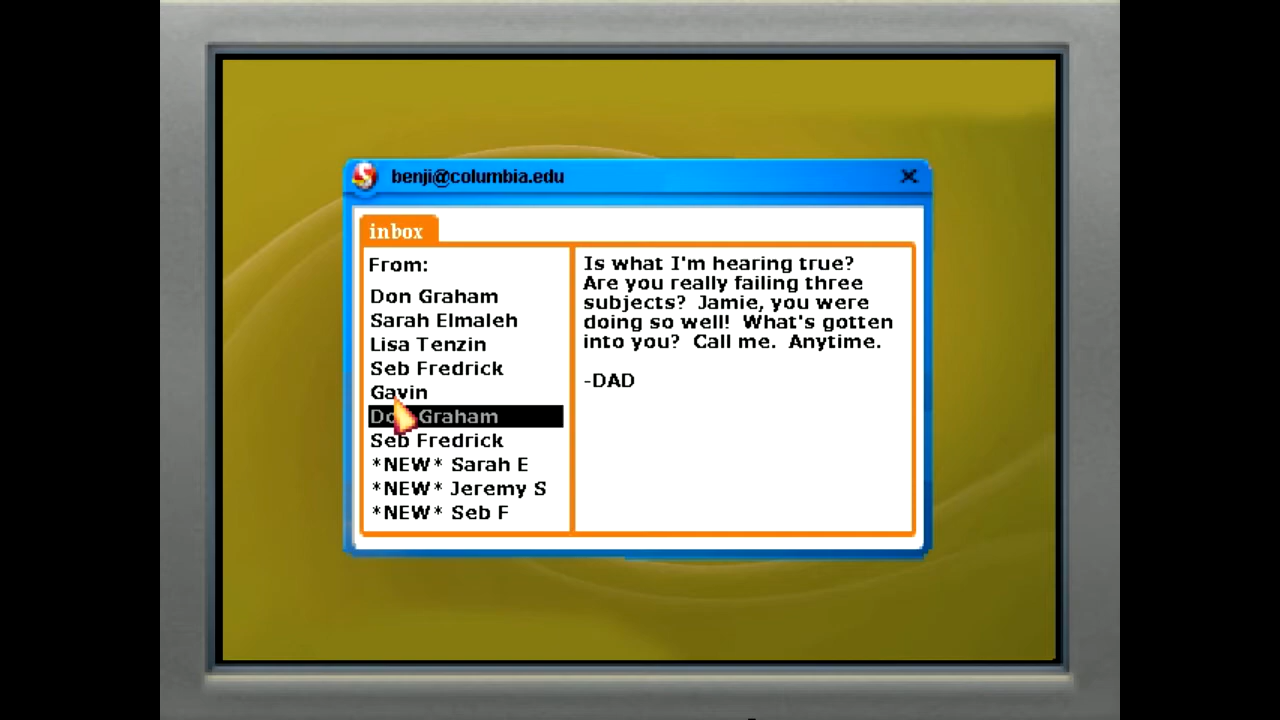 benji@columbia.edu
inbox
From:
Don Graham
Sarah Elmaleh
Lisa Tenzin
Seb Fredrick
Gavin
Don Graham
Seb Fredrick
*NEW* Sarah E
*NEW* Jeremy S
*NEW* Seb F
Is what I'm hearing true?
Are you really failing three
subjects? Jamie, you were
doing so well! What's gotten
into you? Call me. Anytime.
-DAD